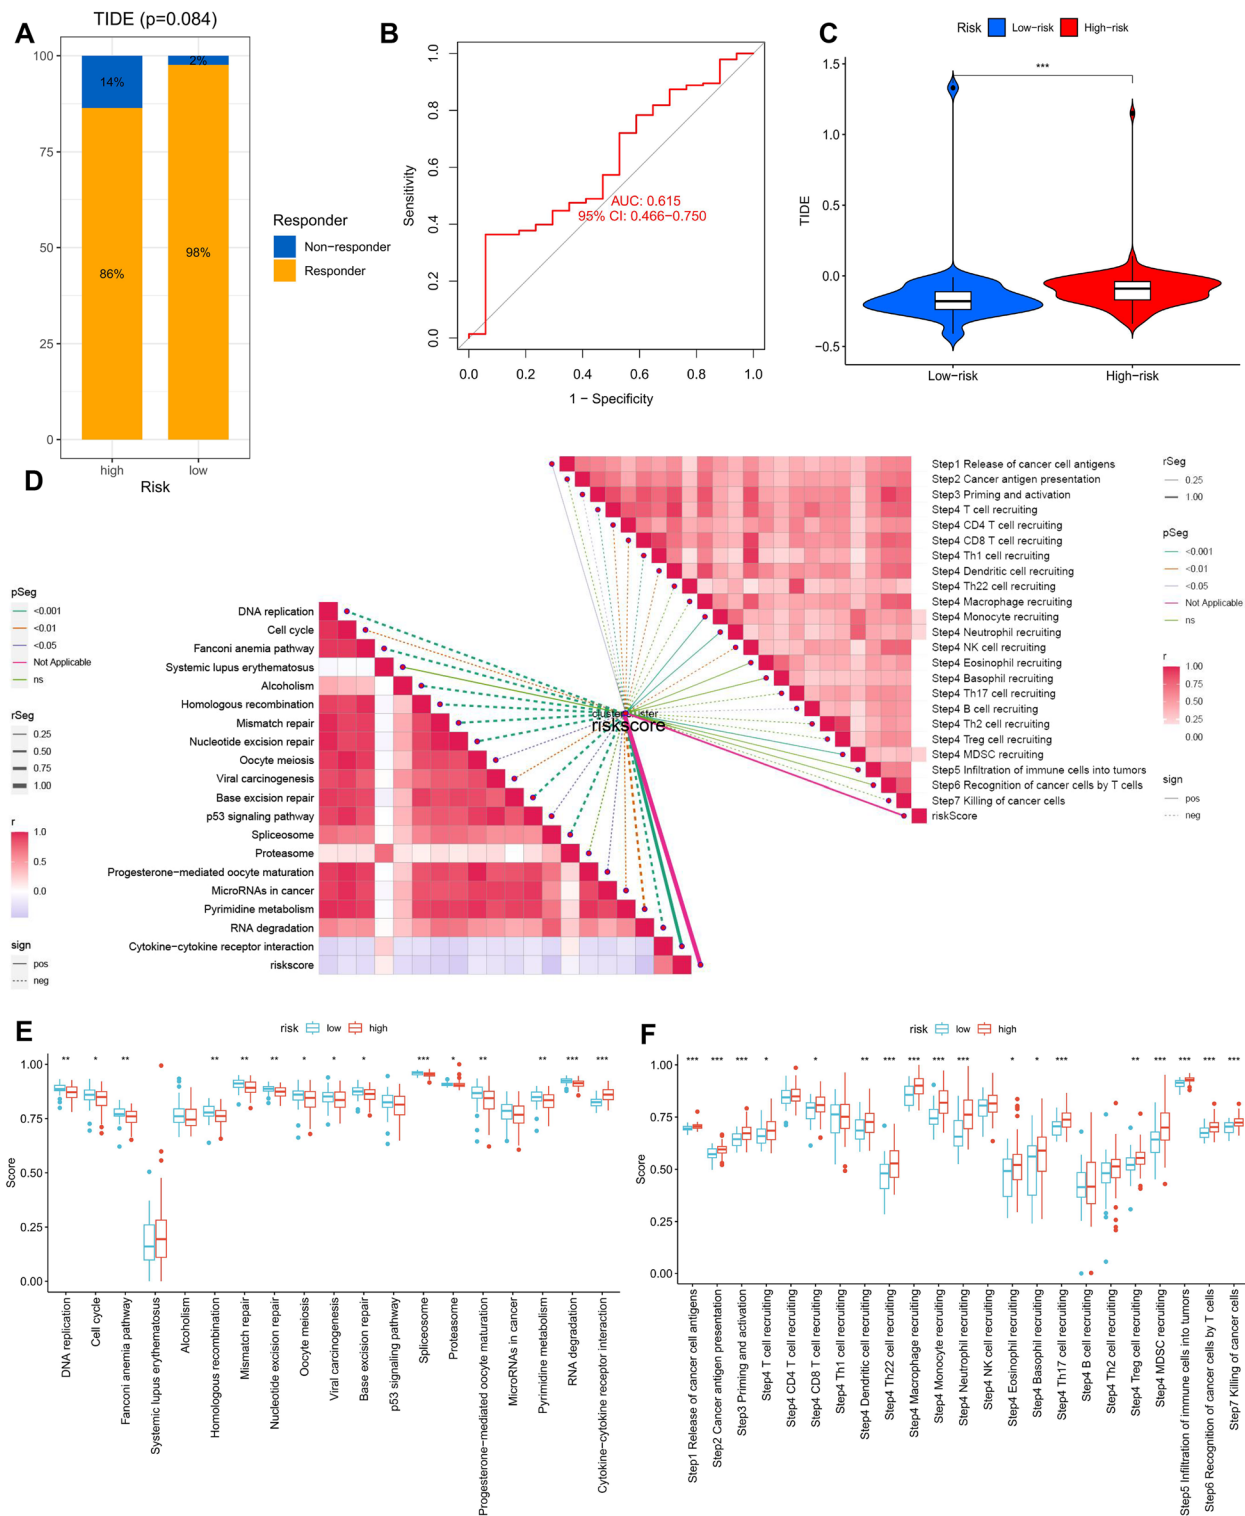 A
TIDE (p=0.084)
100
75
50
25
0
14%
2%
86%
98%
high
low
Risk
Responder
Non-responder
Responder
B
Sensitivity
1.0
0.8
0.6
0.4
0.2
0.0
AUC: 0.615
95% CI: 0.466−0.750
0.0 0.2 0.4 0.6 0.8 1.0
1 − Specificity
C
Risk Low−risk High−risk
TIDE
1.5
1.0
0.5
0.0
−0.5
***
Low−risk
High−risk
D
pSeg
<0.001
<0.01
<0.05
Not Applicable
ns
rSeg
0.25
0.50
0.75
1.00
r
1.0
0.5
0.0
sign
pos
neg
DNA replication
Cell cycle
Fanconi anemia pathway
Systemic lupus erythematosus
Alcoholism
Homologous recombination
Mismatch repair
Nucleotide excision repair
Oocyte meiosis
Viral carcinogenesis
Base excision repair
p53 signaling pathway
Spliceosome
Proteasome
Progesterone−mediated oocyte maturation
MicroRNAs in cancer
Pyrimidine metabolism
RNA degradation
Cytokine−cytokine receptor interaction
riskscore
riskscore
Step1 Release of cancer cell antigens
Step2 Cancer antigen presentation
Step3 Priming and activation
Step4 T cell recruiting
Step4 CD4 T cell recruiting
Step4 CD8 T cell recruiting
Step4 Th1 cell recruiting
Step4 Dendritic cell recruiting
Step4 Th22 cell recruiting
Step4 Macrophage recruiting
Step4 Monocyte recruiting
Step4 Neutrophil recruiting
Step4 NK cell recruiting
Step4 Eosinophil recruiting
Step4 Basophil recruiting
Step4 Th17 cell recruiting
Step4 B cell recruiting
Step4 Th2 cell recruiting
Step4 Treg cell recruiting
Step4 MDSC recruiting
Step5 Infiltration of immune cells into tumors
Step6 Recognition of cancer cells by T cells
Step7 Killing of cancer cells
riskScore
rSeg
0.25
1.00
pSeg
<0.001
<0.01
<0.05
Not Applicable
ns
r
1.00
0.75
0.50
0.25
0.00
sign
pos
neg
E
risk low high
** * ** ** ** ** * * * *** * ** ** *** ***
Score
1.00
0.75
0.50
0.25
0.00
DNA replication
Cell cycle
Fanconi anemia pathway
Systemic lupus erythematosus
Alcoholism
Homologous recombination
Mismatch repair
Nucleotide excision repair
Oocyte meiosis
Viral carcinogenesis
Base excision repair
p53 signaling pathway
Spliceosome
Proteasome
Progesterone−mediated oocyte maturation
MicroRNAs in cancer
Pyrimidine metabolism
RNA degradation
Cytokine−cytokine receptor interaction
F
risk low high
*** *** *** * * ** *** *** *** *** * * *** ** *** *** *** ***
Score
1.00
0.75
0.50
0.25
0.00
Step1 Release of cancer cell antigens
Step2 Cancer antigen presentation
Step3 Priming and activation
Step4 T cell recruiting
Step4 CD4 T cell recruiting
Step4 CD8 T cell recruiting
Step4 Th1 cell recruiting
Step4 Dendritic cell recruiting
Step4 Th22 cell recruiting
Step4 Macrophage recruiting
Step4 Monocyte recruiting
Step4 Neutrophil recruiting
Step4 NK cell recruiting
Step4 Eosinophil recruiting
Step4 Basophil recruiting
Step4 Th17 cell recruiting
Step4 B cell recruiting
Step4 Th2 cell recruiting
Step4 Treg cell recruiting
Step4 MDSC recruiting
Step5 Infiltration of immune cells into tumors
Step6 Recognition of cancer cells by T cells
Step7 Killing of cancer cells